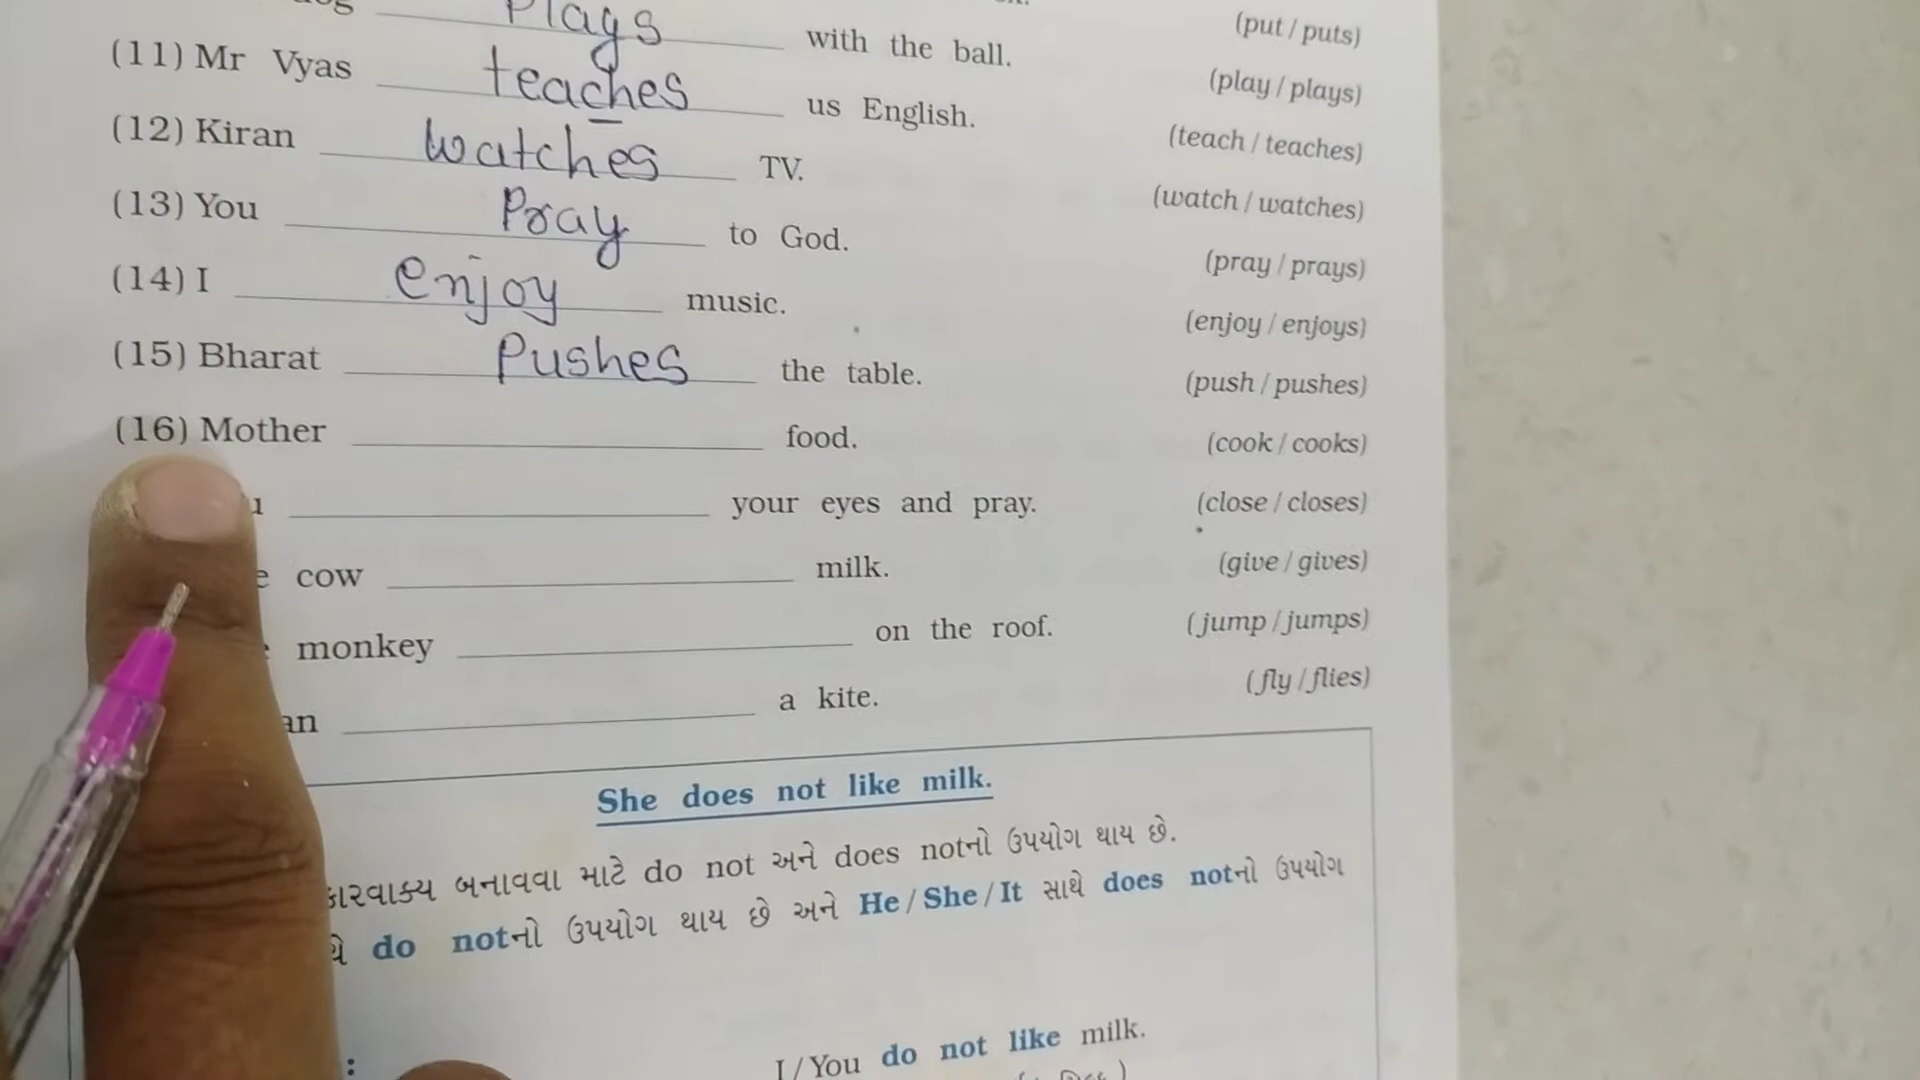 Plays with the ball. (put / puts)
(11) Mr Vyas teaches us English. (play / plays)
(12) Kiran watches TV. (teach / teaches)
(13) You Pray to God. (watch / watches)
(14) I enjoy music. (pray / prays)
(enjoy / enjoys)
(15) Bharat Pushes the table. (push / pushes)
(16) Mother food. (cook / cooks)
your eyes and pray. (close / closes)
cow milk. (give / gives)
monkey on the roof. (jump / jumps)
a kite. (fly / flies)
She does not like milk.
બનાવવા માટે do not અને does notનો ઉપયોગ થાય છે.
do notનો ઉપયોગ થાય છે અને He / She / It સાથે does notનો ઉપયોગ
: I / You do not like milk.